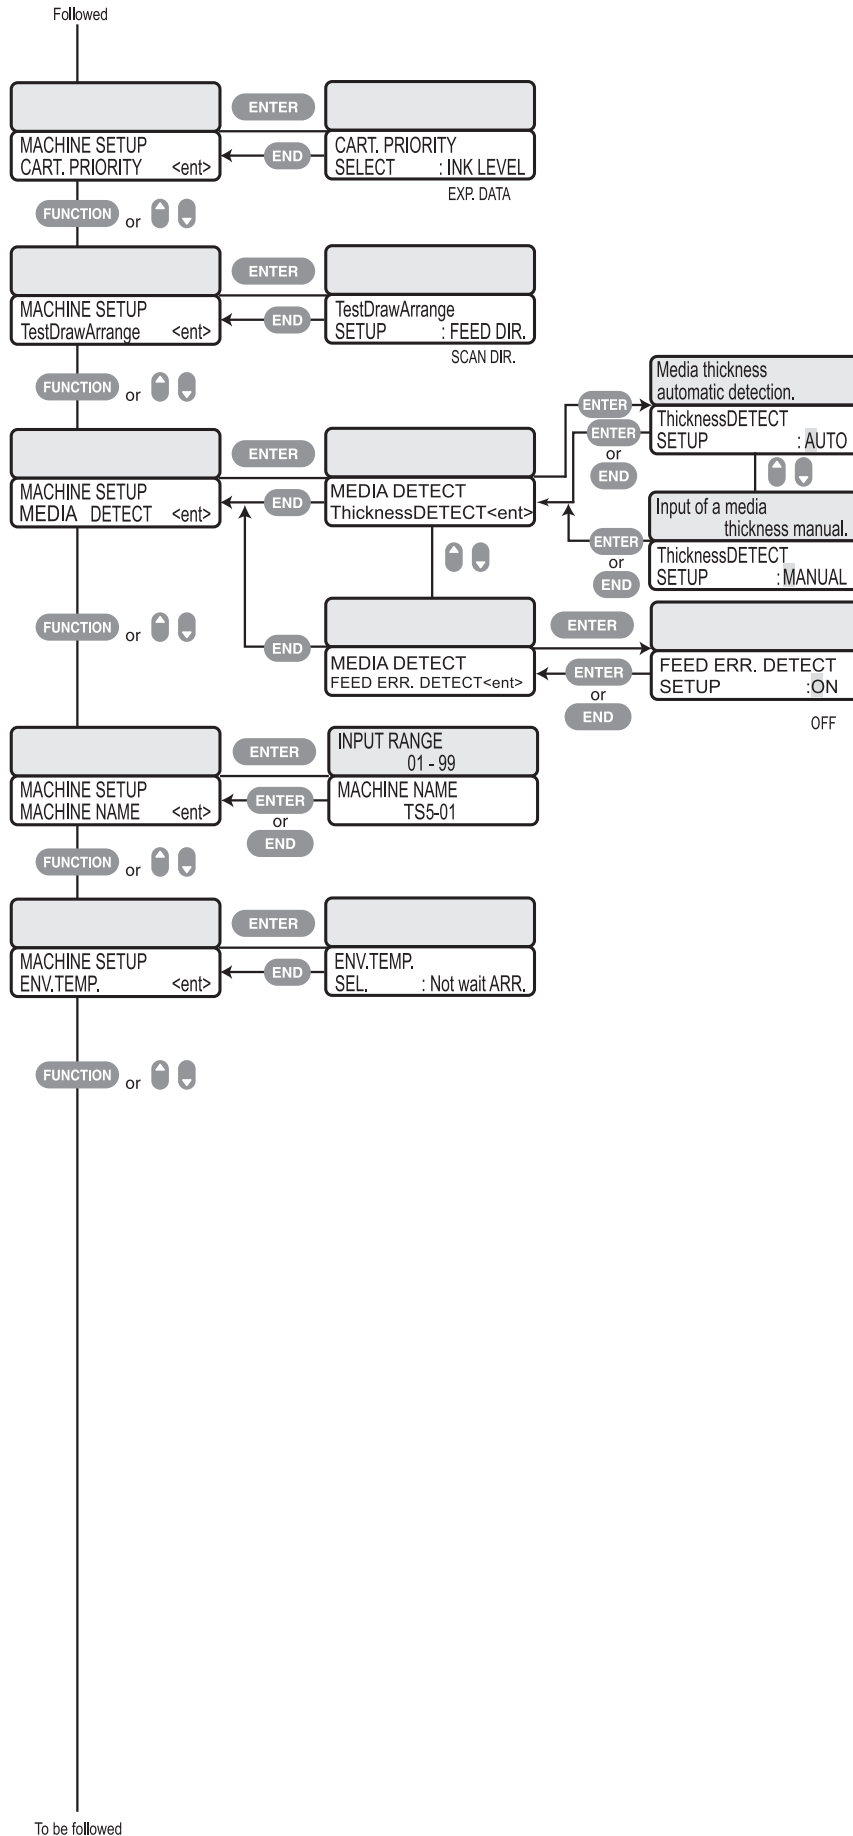 Followed
ENTER
MACHINE SETUP
CART. PRIORITY <ent>
END
CART. PRIORITY
SELECT : INK LEVEL
EXP. DATA
FUNCTION or
ENTER
MACHINE SETUP
TestDrawArrange <ent>
END
TestDrawArrange
SETUP : FEED DIR.
SCAN DIR.
FUNCTION or
Media thickness
automatic detection.
ENTER
ThicknessDETECT
SETUP : AUTO
ENTER
or
END
ENTER
MACHINE SETUP
MEDIA DETECT <ent>
END
MEDIA DETECT
ThicknessDETECT<ent>
Input of a media
thickness manual.
ENTER
or
END
ThicknessDETECT
SETUP : MANUAL
FUNCTION or
END
MEDIA DETECT
FEED ERR. DETECT<ent>
ENTER
ENTER
or
END
FEED ERR. DETECT
SETUP :ON
OFF
ENTER
INPUT RANGE
01 - 99
MACHINE SETUP
MACHINE NAME <ent>
ENTER
or
END
MACHINE NAME
TS5-01
FUNCTION or
ENTER
MACHINE SETUP
ENV.TEMP. <ent>
END
ENV.TEMP.
SEL. : Not wait ARR.
FUNCTION or
To be followed